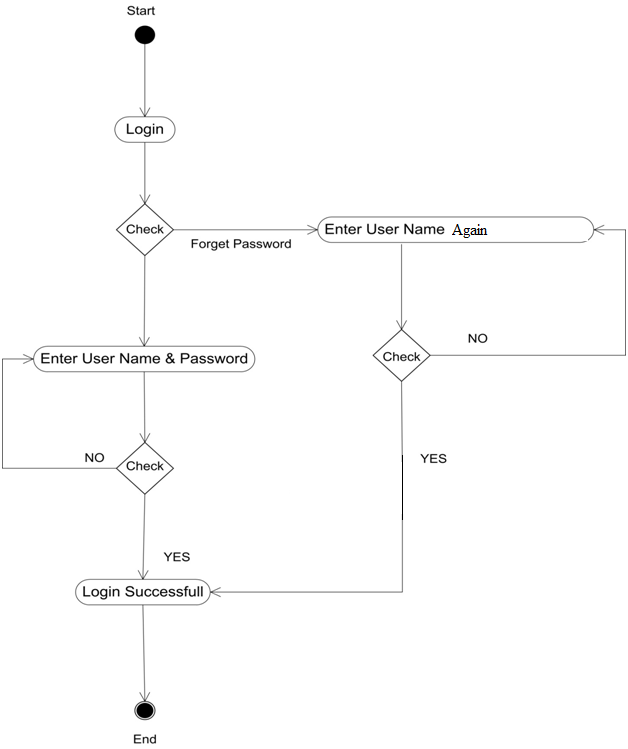 Start
Login
Check
Forget Password
Enter User Name Again
Enter User Name & Password
Check
NO
Check
NO
YES
YES
Login Successfull
End